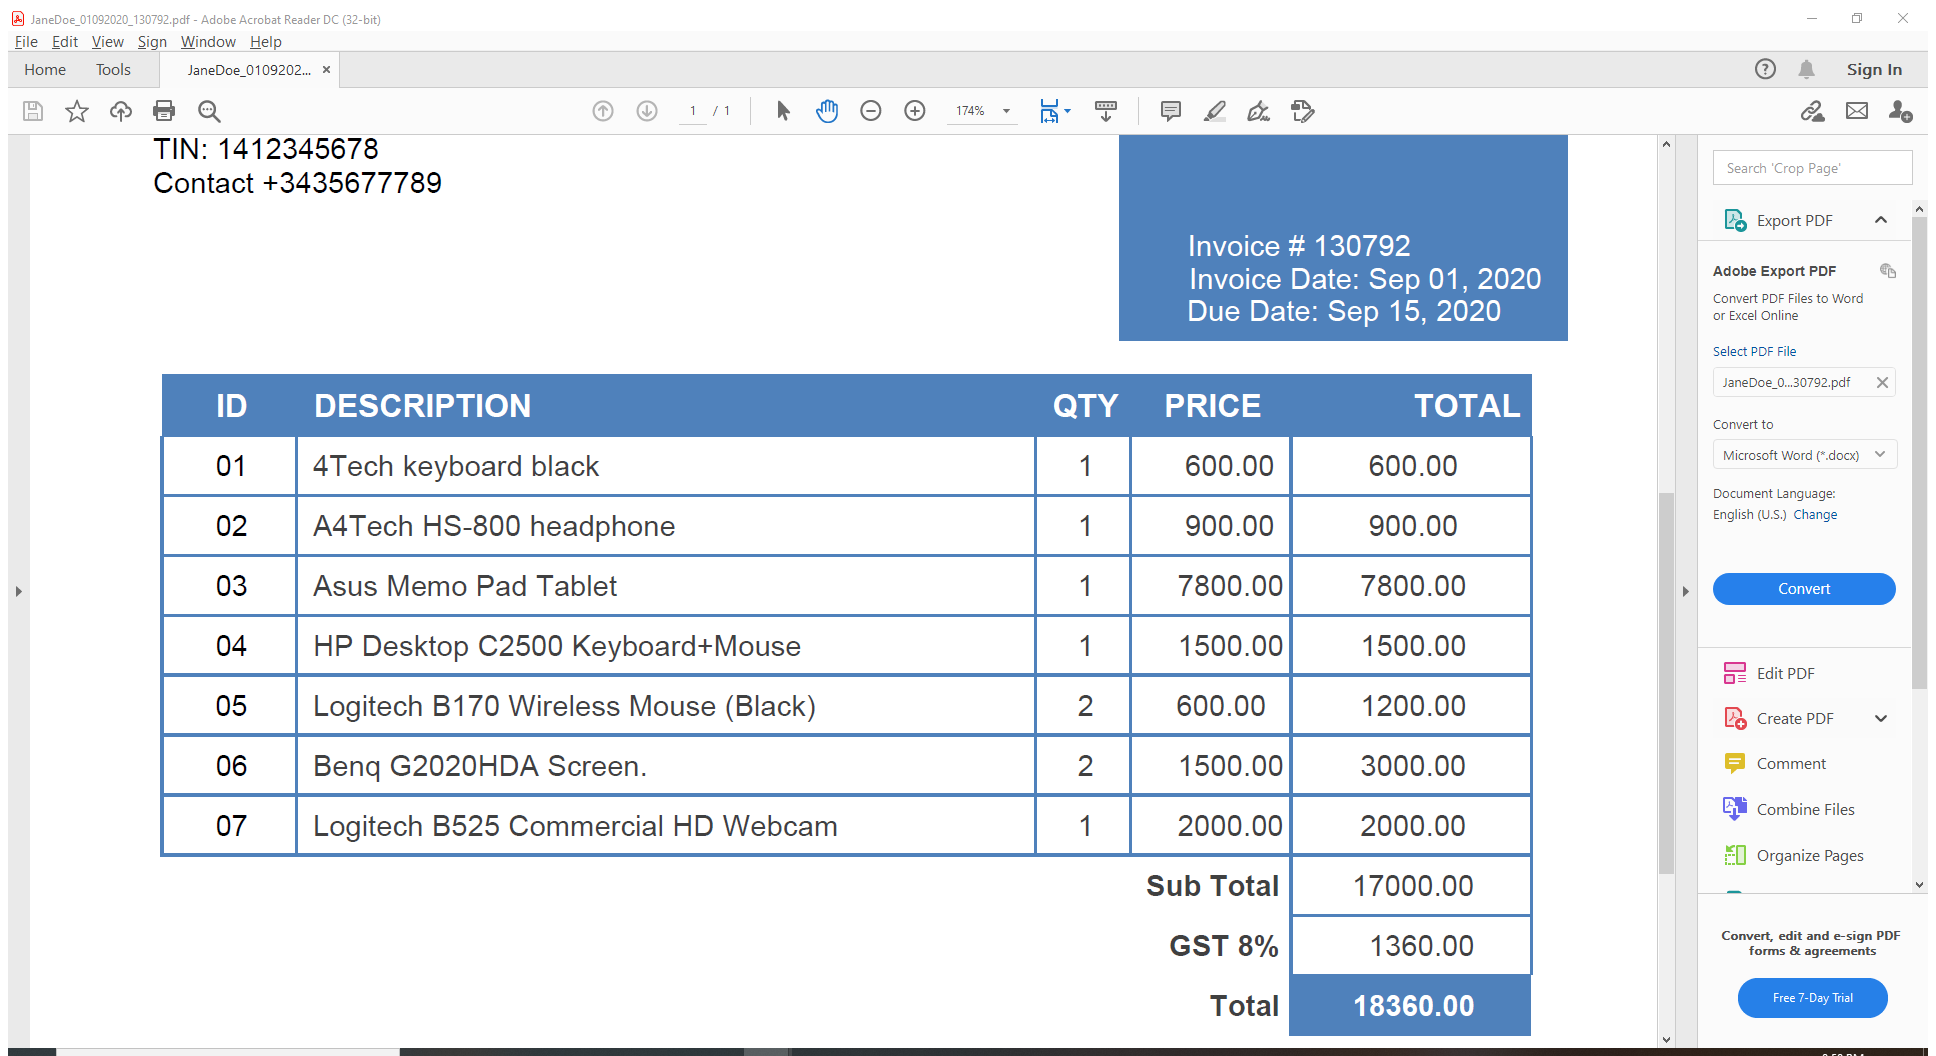 JaneDoe_01092020_130792.pdf - Adobe Acrobat Reader DC (32-bit)
File Edit View Sign Window Help
Home Tools JaneDoe_0109202... × Sign In
1 / 1 174%
TIN: 1412345678
Contact +3435677789
Invoice # 130792
Invoice Date: Sep 01, 2020
Due Date: Sep 15, 2020
ID DESCRIPTION QTY PRICE TOTAL
01 4Tech keyboard black 1 600.00 600.00
02 A4Tech HS-800 headphone 1 900.00 900.00
03 Asus Memo Pad Tablet 1 7800.00 7800.00
04 HP Desktop C2500 Keyboard+Mouse 1 1500.00 1500.00
05 Logitech B170 Wireless Mouse (Black) 2 600.00 1200.00
06 Benq G2020HDA Screen. 2 1500.00 3000.00
07 Logitech B525 Commercial HD Webcam 1 2000.00 2000.00
Sub Total 17000.00
GST 8% 1360.00
Total 18360.00
Search 'Crop Page'
Export PDF
Adobe Export PDF
Convert PDF Files to Word
or Excel Online
Select PDF File
JaneDoe_0...30792.pdf
Convert to
Microsoft Word (*.docx)
Document Language:
English (U.S.) Change
Convert
Edit PDF
Create PDF
Comment
Combine Files
Organize Pages
Convert, edit and e-sign PDF
forms & agreements
Free 7-Day Trial